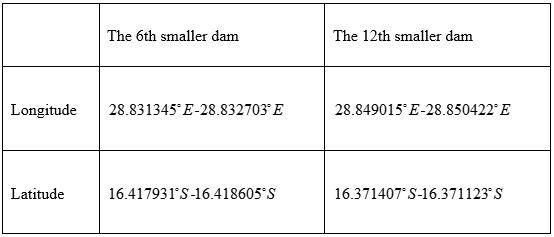 The 6th smaller dam The 12th smaller dam
Longitude 28.831345°E-28.832703°E 28.849015°E-28.850422°E
Latitude 16.417931°S-16.418605°S 16.371407°S-16.371123°S